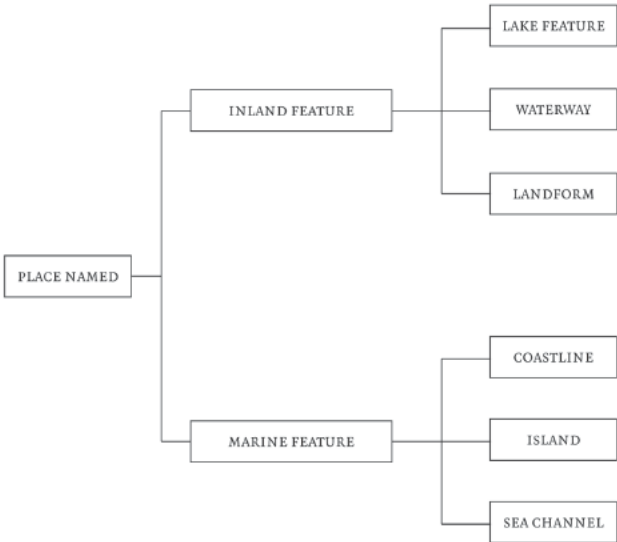 LAKE FEATURE
INLAND FEATURE
WATERWAY
LANDFORM
PLACE NAMED
COASTLINE
MARINE FEATURE
ISLAND
SEA CHANNEL